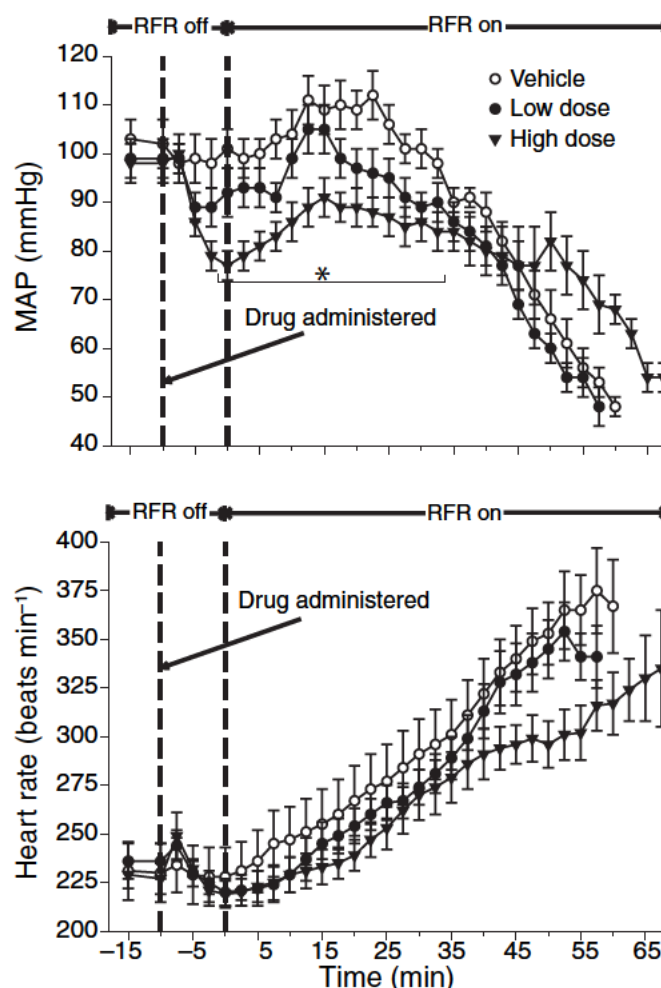 RFR off RFR on
120
110
100
90
80
70
60
50
40
MAP (mmHg)
Vehicle
Low dose
High dose
*
Drug administered
RFR off RFR on
400
375
350
325
300
275
250
225
200
Heart rate (beats min⁻¹)
Drug administered
−15 −5 5 15 25 35 45 55 65
Time (min)